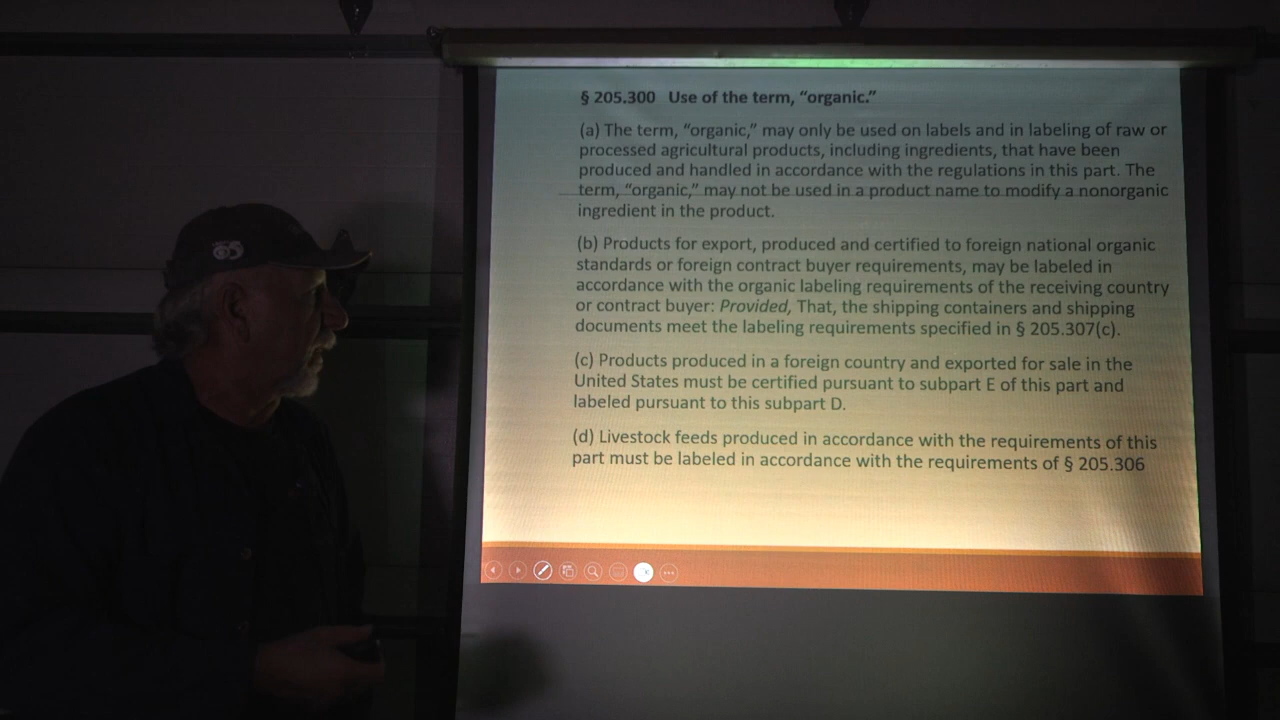 § 205.300 Use of the term, “organic.”
(a) The term, “organic,” may only be used on labels and in labeling of raw or
processed agricultural products, including ingredients, that have been
produced and handled in accordance with the regulations in this part. The
term, “organic,” may not be used in a product name to modify a nonorganic
ingredient in the product.
(b) Products for export, produced and certified to foreign national organic
standards or foreign contract buyer requirements, may be labeled in
accordance with the organic labeling requirements of the receiving country
or contract buyer: Provided, That, the shipping containers and shipping
documents meet the labeling requirements specified in § 205.307(c).
(c) Products produced in a foreign country and exported for sale in the
United States must be certified pursuant to subpart E of this part and
labeled pursuant to this subpart D.
(d) Livestock feeds produced in accordance with the requirements of this
part must be labeled in accordance with the requirements of § 205.306